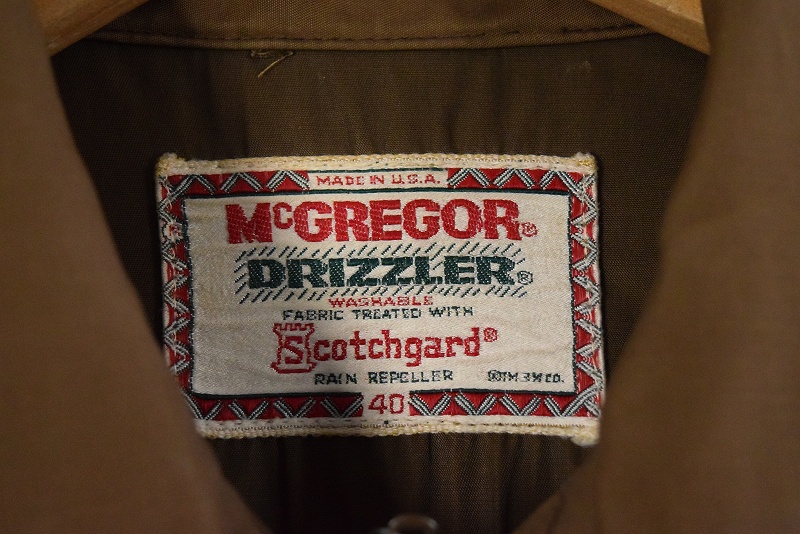 MADE IN U.S.A.
McGREGOR®
DRIZZLER®
WASHABLE
FABRIC TREATED WITH
Scotchgard®
RAIN REPELLER ®TM 3M CO.
40